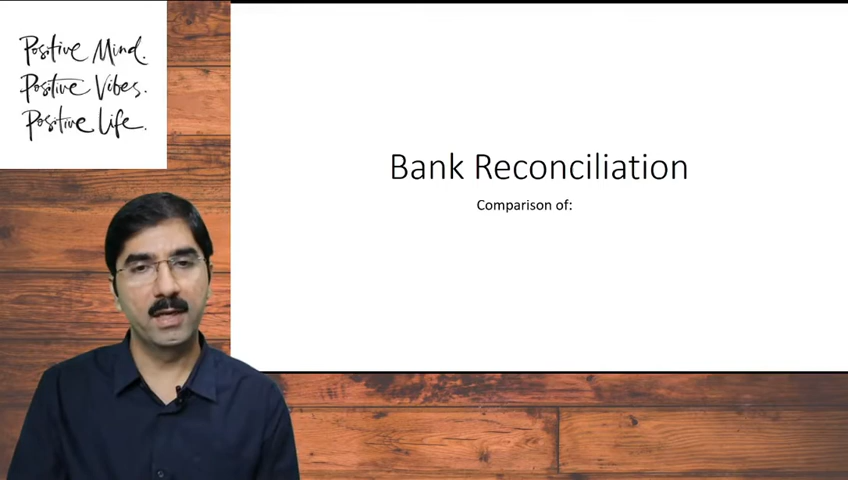 Positive Mind.
Positive Vibes.
Positive Life.
Bank Reconciliation
Comparison of: